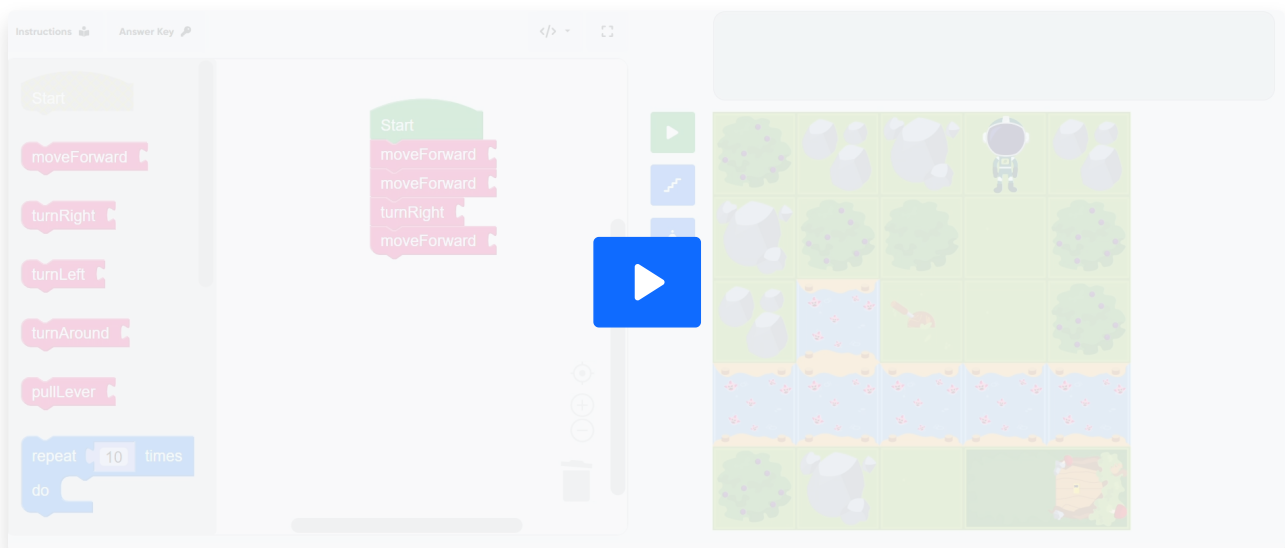 Instructions
Answer Key
</>
Start
moveForward
turnRight
turnLeft
turnAround
pullLever
repeat 10 times
do
Start
moveForward
moveForward
turnRight
moveForward